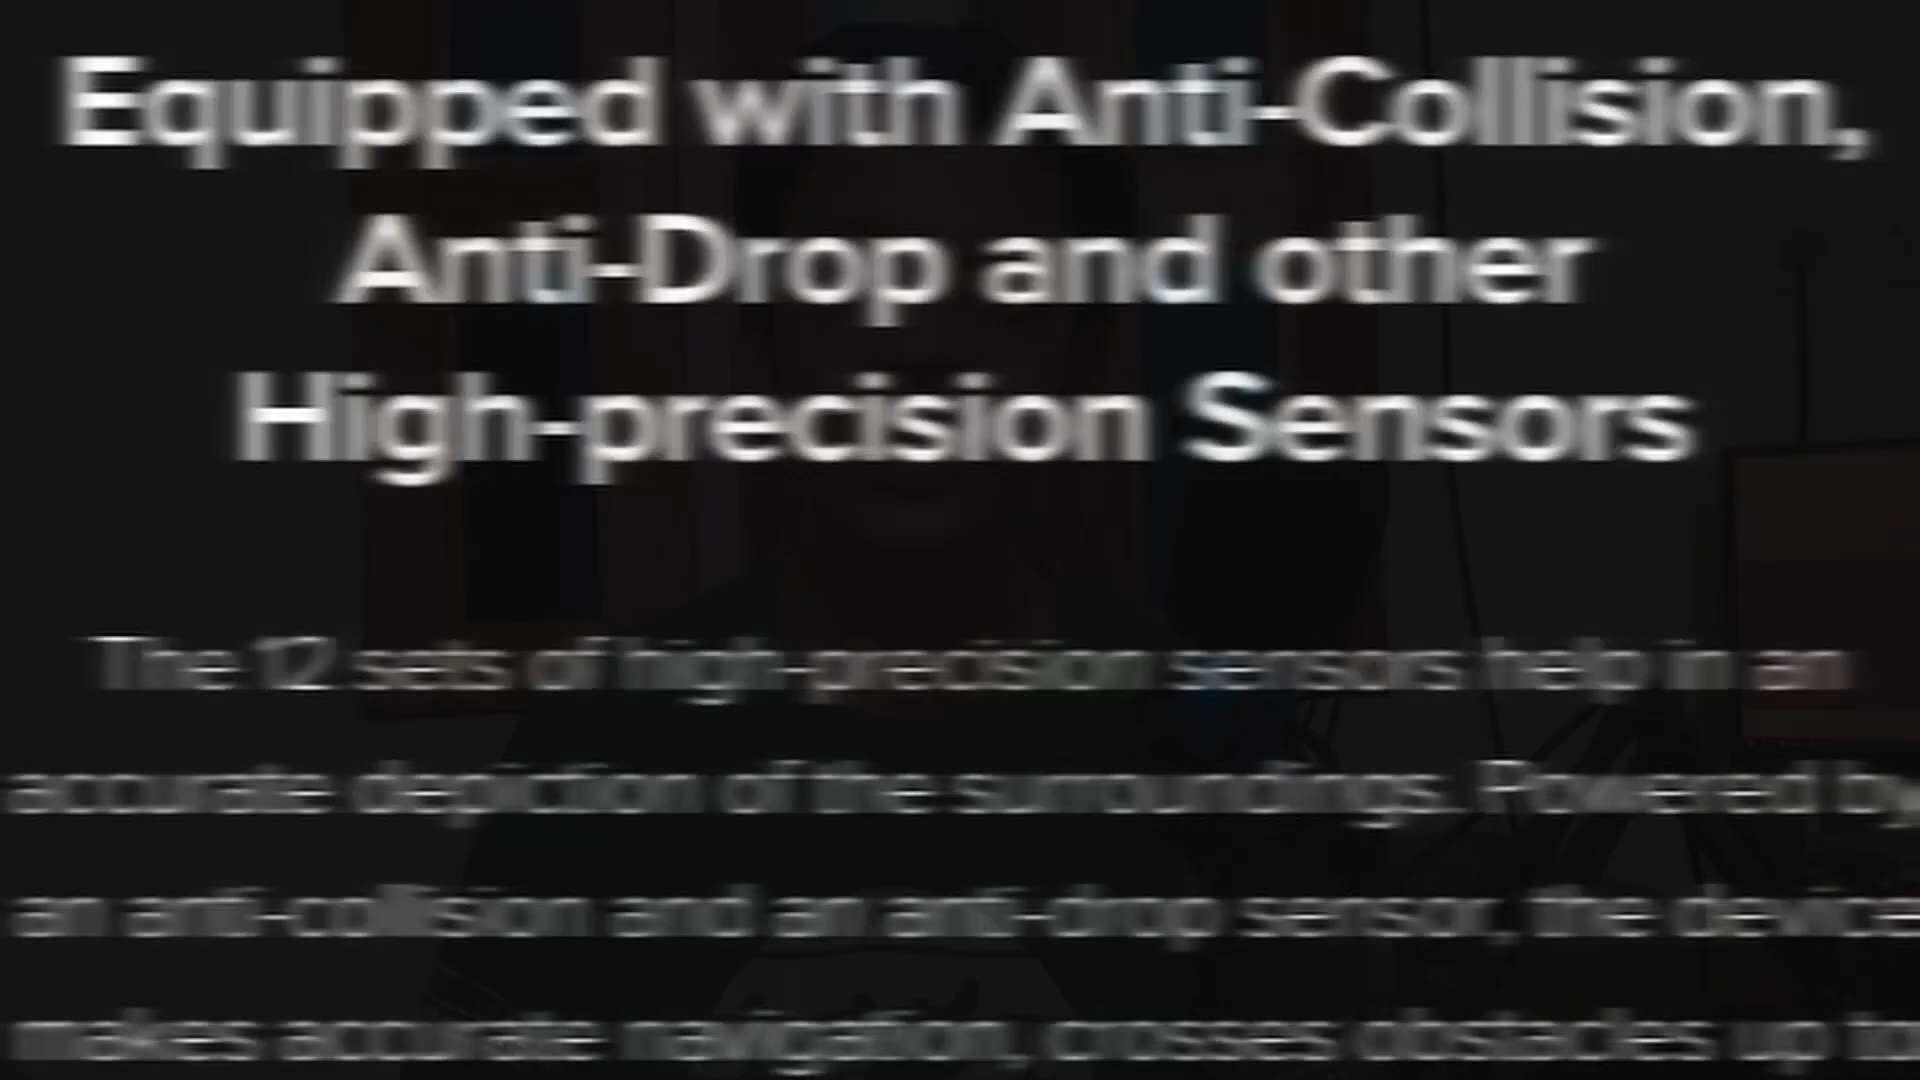 Equipped with Anti-Collision,
Anti-Drop and other
High-precision Sensors
The 12 sets of high-precision sensors help in an
accurate depiction of the surroundings. Powered by
an anti-collision and an anti-drop sensor, the device
makes accurate navigation, crosses obstacles up to